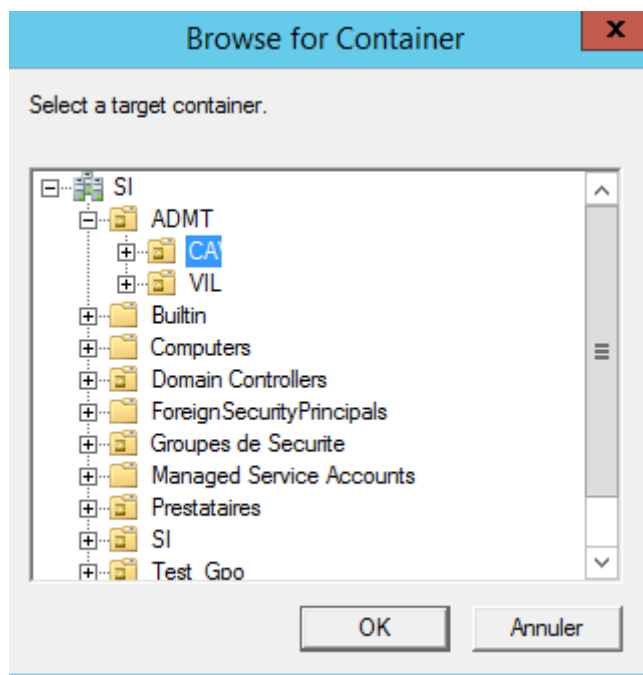 Browse for Container
x
Select a target container.
SI
ADMT
CA
VIL
Builtin
Computers
Domain Controllers
ForeignSecurityPrincipals
Groupes de Securite
Managed Service Accounts
Prestataires
SI
Test_Gpo
OK
Annuler